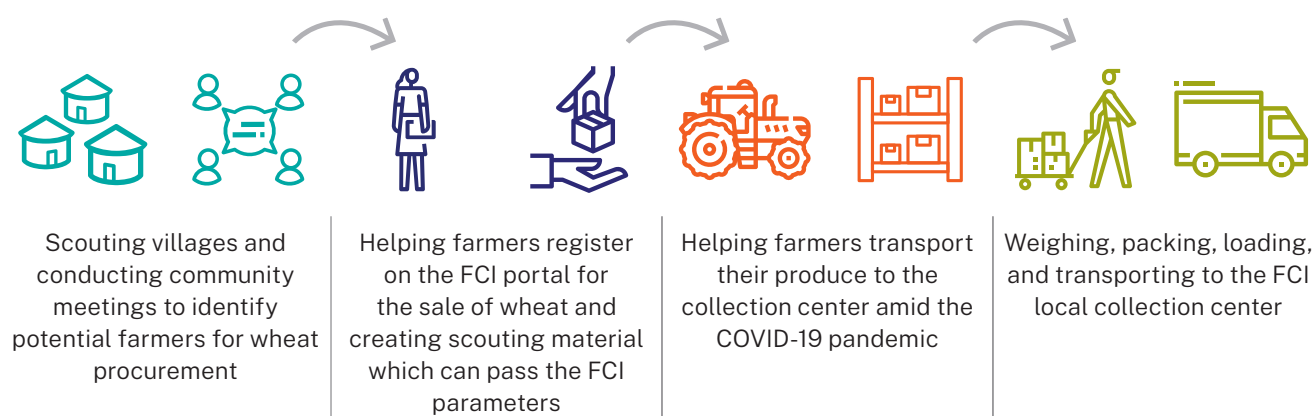 Scouting villages and
conducting community
meetings to identify
potential farmers for wheat
procurement
Helping farmers register
on the FCI portal for
the sale of wheat and
creating scouting material
which can pass the FCI
parameters
Helping farmers transport
their produce to the
collection center amid the
COVID-19 pandemic
Weighing, packing, loading,
and transporting to the FCI
local collection center